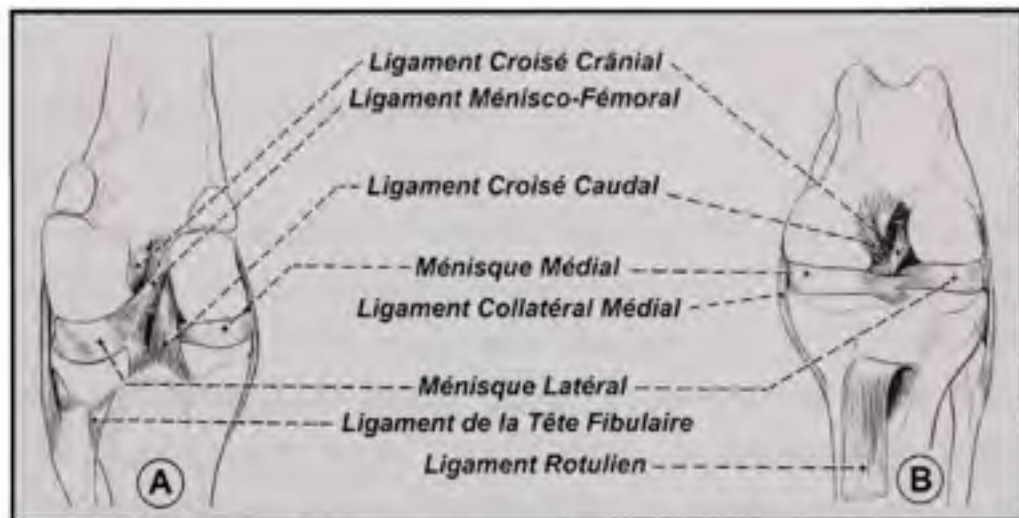 Ligament Croisé Crânial
Ligament Ménisco-Fémoral
Ligament Croisé Caudal
Ménisque Médial
Ligament Collatéral Médial
Ménisque Latéral
Ligament de la Tête Fibulaire
Ligament Rotulien
A
B